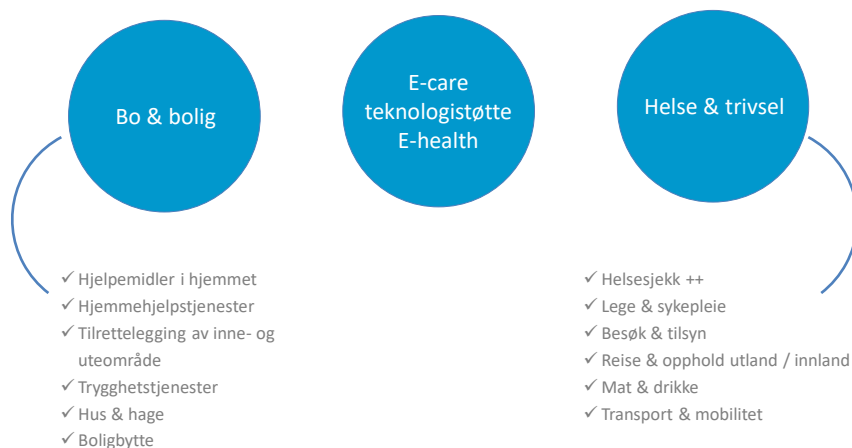 Bo & bolig
E-care
teknologistøtte
E-health
Helse & trivsel
✓ Hjelpemidler i hjemmet
✓ Hjemmehjelpstjenester
✓ Tilrettelegging av inne- og
uteområde
✓ Trygghetstjenester
✓ Hus & hage
✓ Boligbytte
✓ Helsesjekk ++
✓ Lege & sykepleie
✓ Besøk & tilsyn
✓ Reise & opphold utland / innland
✓ Mat & drikke
✓ Transport & mobilitet